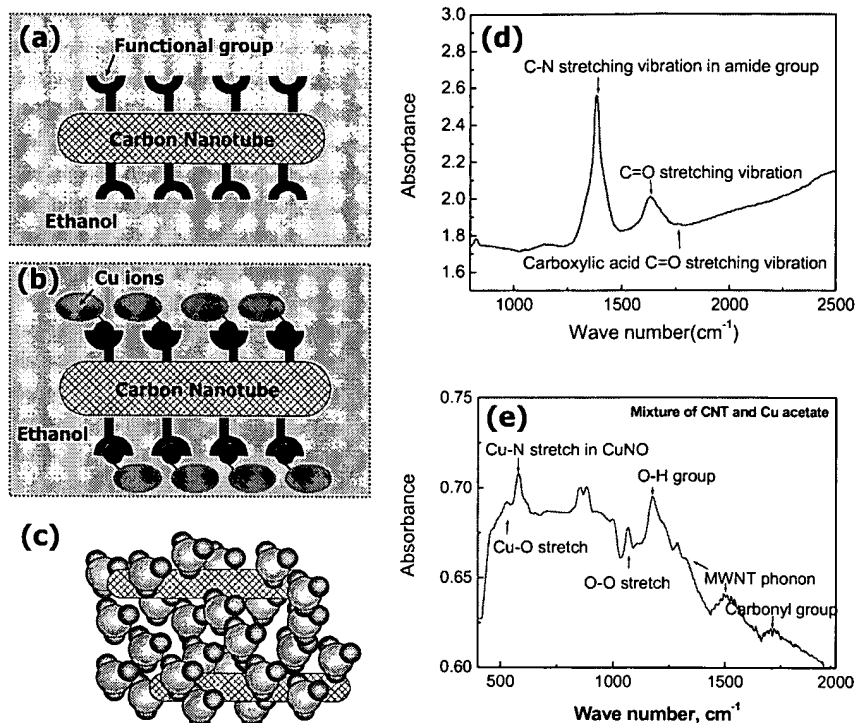 (a)
Functional group
Carbon Nanotube
Ethanol
(b)
Cu ions
Carbon Nanotube
Ethanol
(c)
(d)
3.0
2.8
2.6
2.4
2.2
2.0
1.8
1.6
Absorbance
C-N stretching vibration in amide group
C=O stretching vibration
Carboxylic acid C=O stretching vibration
1000
1500
2000
2500
Wave number(cm⁻¹)
(e)
Mixture of CNT and Cu acetate
0.75
0.70
0.65
0.60
Absorbance
Cu-N stretch in CuNO
Cu-O stretch
O-H group
O-O stretch
MWNT phonon
Carbonyl group
500
1000
1500
2000
Wave number, cm⁻¹